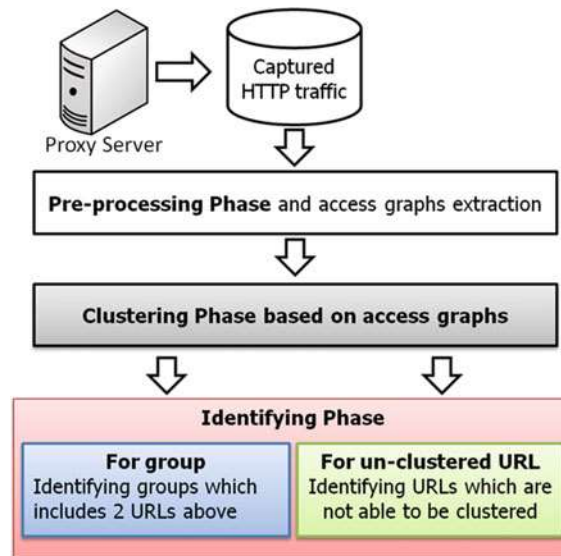 Captured
HTTP traffic
Proxy Server
Pre-processing Phase and access graphs extraction
Clustering Phase based on access graphs
Identifying Phase
For group
Identifying groups which
includes 2 URLs above
For un-clustered URL
Identifying URLs which are
not able to be clustered